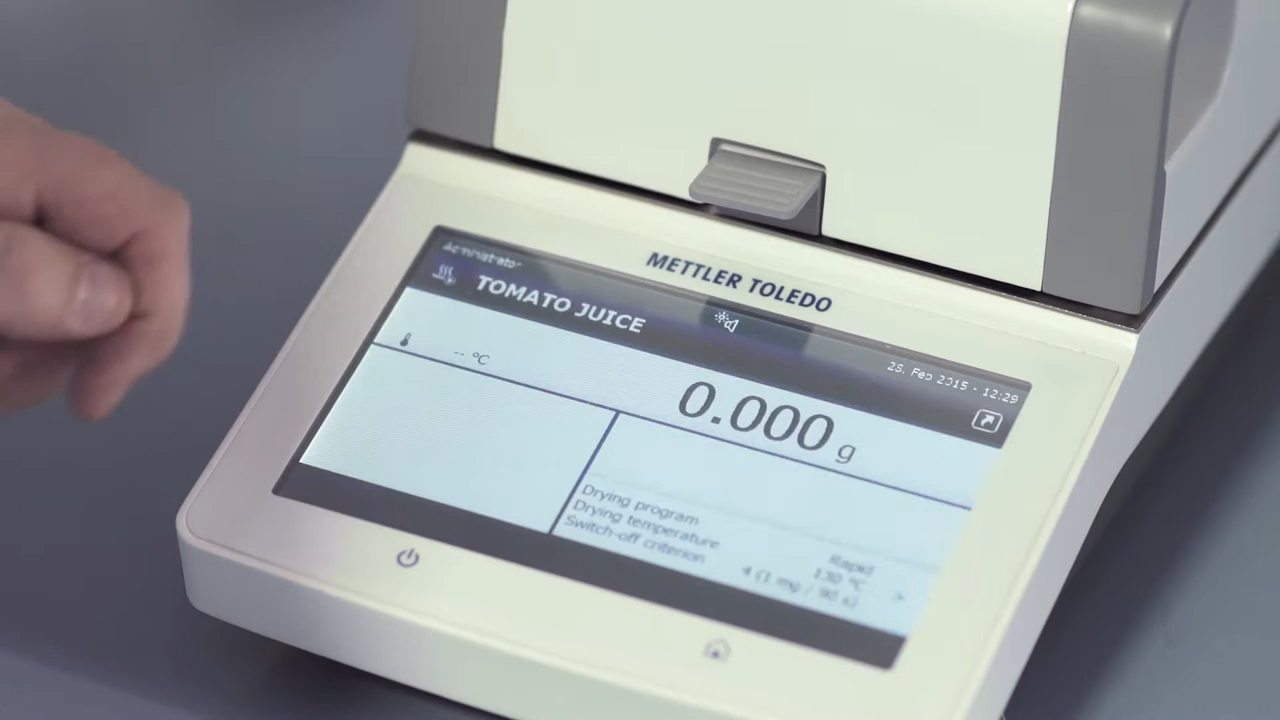 METTLER TOLEDO
Administrator
TOMATO JUICE
26. Feb 2015 - 12:29
-- °C
0.000 g
Drying program Rapid
Drying temperature 130 °C
Switch-off criterion 4 (1 mg / 90 s) >